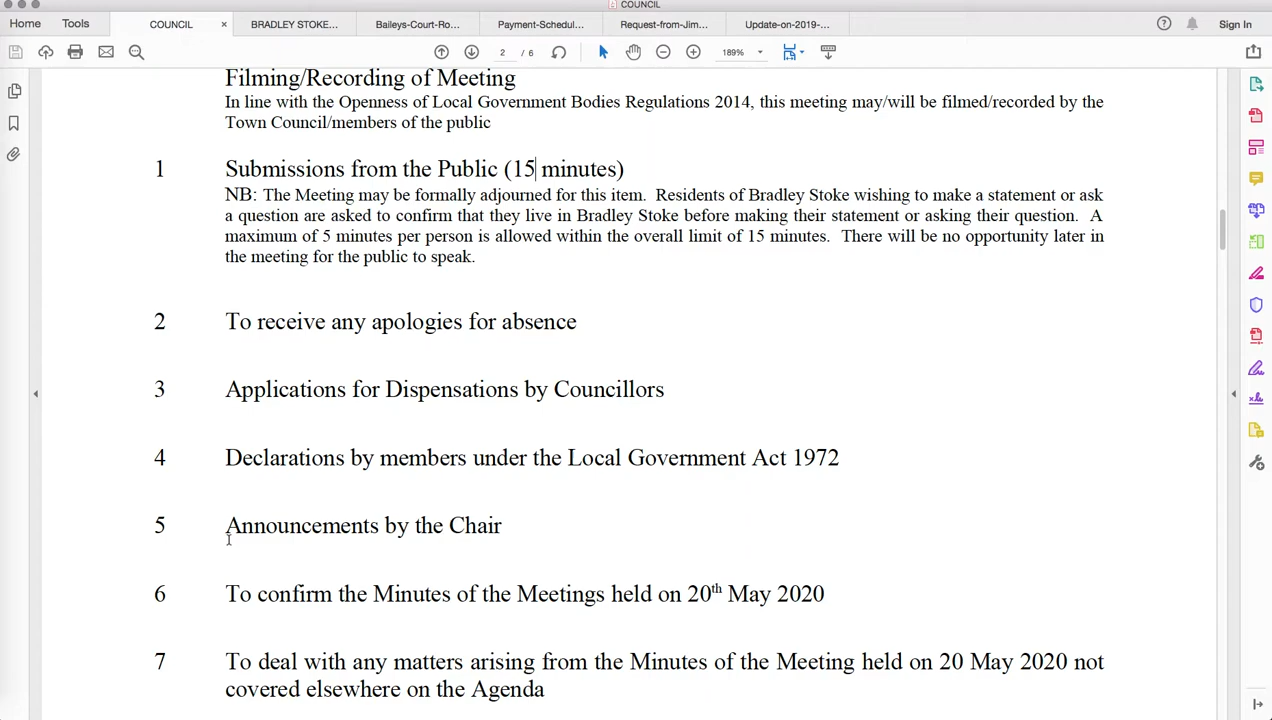 COUNCIL
Home
Tools
COUNCIL
×
BRADLEY STOKE...
Baileys-Court-Ro...
Payment-Schedul...
Request-from-Jim...
Update-on-2019-...
Sign In
2 / 6
189%
Filming/Recording of Meeting
In line with the Openness of Local Government Bodies Regulations 2014, this meeting may/will be filmed/recorded by the
Town Council/members of the public
1 Submissions from the Public (15 minutes)
NB: The Meeting may be formally adjourned for this item. Residents of Bradley Stoke wishing to make a statement or ask
a question are asked to confirm that they live in Bradley Stoke before making their statement or asking their question. A
maximum of 5 minutes per person is allowed within the overall limit of 15 minutes. There will be no opportunity later in
the meeting for the public to speak.
2 To receive any apologies for absence
3 Applications for Dispensations by Councillors
4 Declarations by members under the Local Government Act 1972
5 Announcements by the Chair
6 To confirm the Minutes of the Meetings held on 20th May 2020
7 To deal with any matters arising from the Minutes of the Meeting held on 20 May 2020 not
covered elsewhere on the Agenda